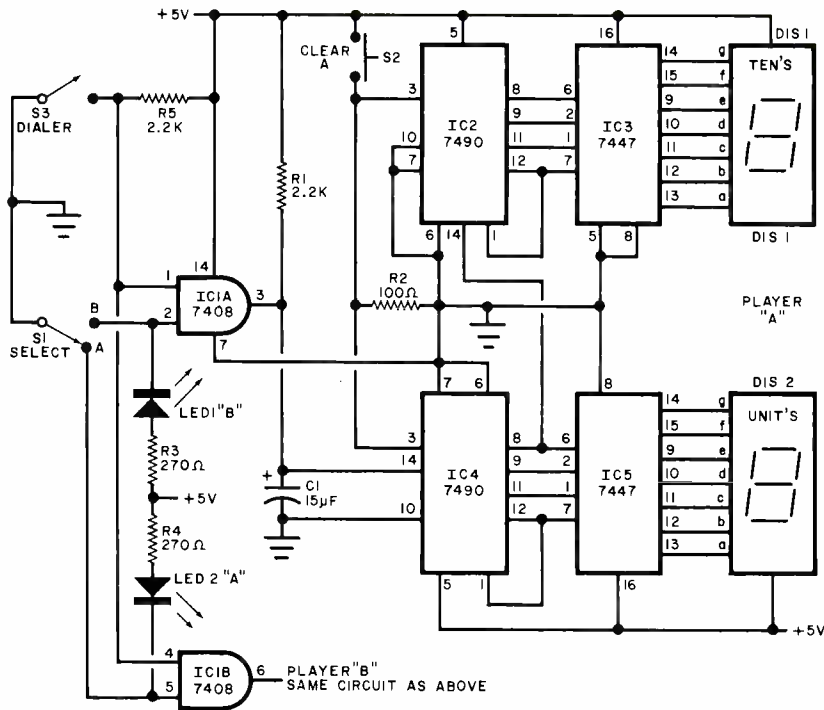 +5V
CLEAR
A
S2
S3
DIALER
R5
2.2K
R1
2.2K
5
3
10
7
IC2
7490
8
9
11
12
6
14
1
16
6
2
1
7
IC3
7447
14 g
15 f
9 e
10 d
11 c
12 b
13 a
5
8
DIS 1
TEN'S
DIS 1
1
2
14
IC1A
7408
3
7
S1
SELECT
B
A
R2
100Ω
PLAYER
"A"
LED1 "B"
R3
270Ω
+5V
R4
270Ω
LED 2 "A"
+
C1
15µF
7
6
3
14
10
IC4
7490
8
9
11
12
5
1
8
6
2
1
7
IC5
7447
14 g
15 f
9 e
10 d
11 c
12 b
13 a
16
DIS 2
UNIT'S
+5V
4
5
IC1B
7408
6
PLAYER "B"
SAME CIRCUIT AS ABOVE